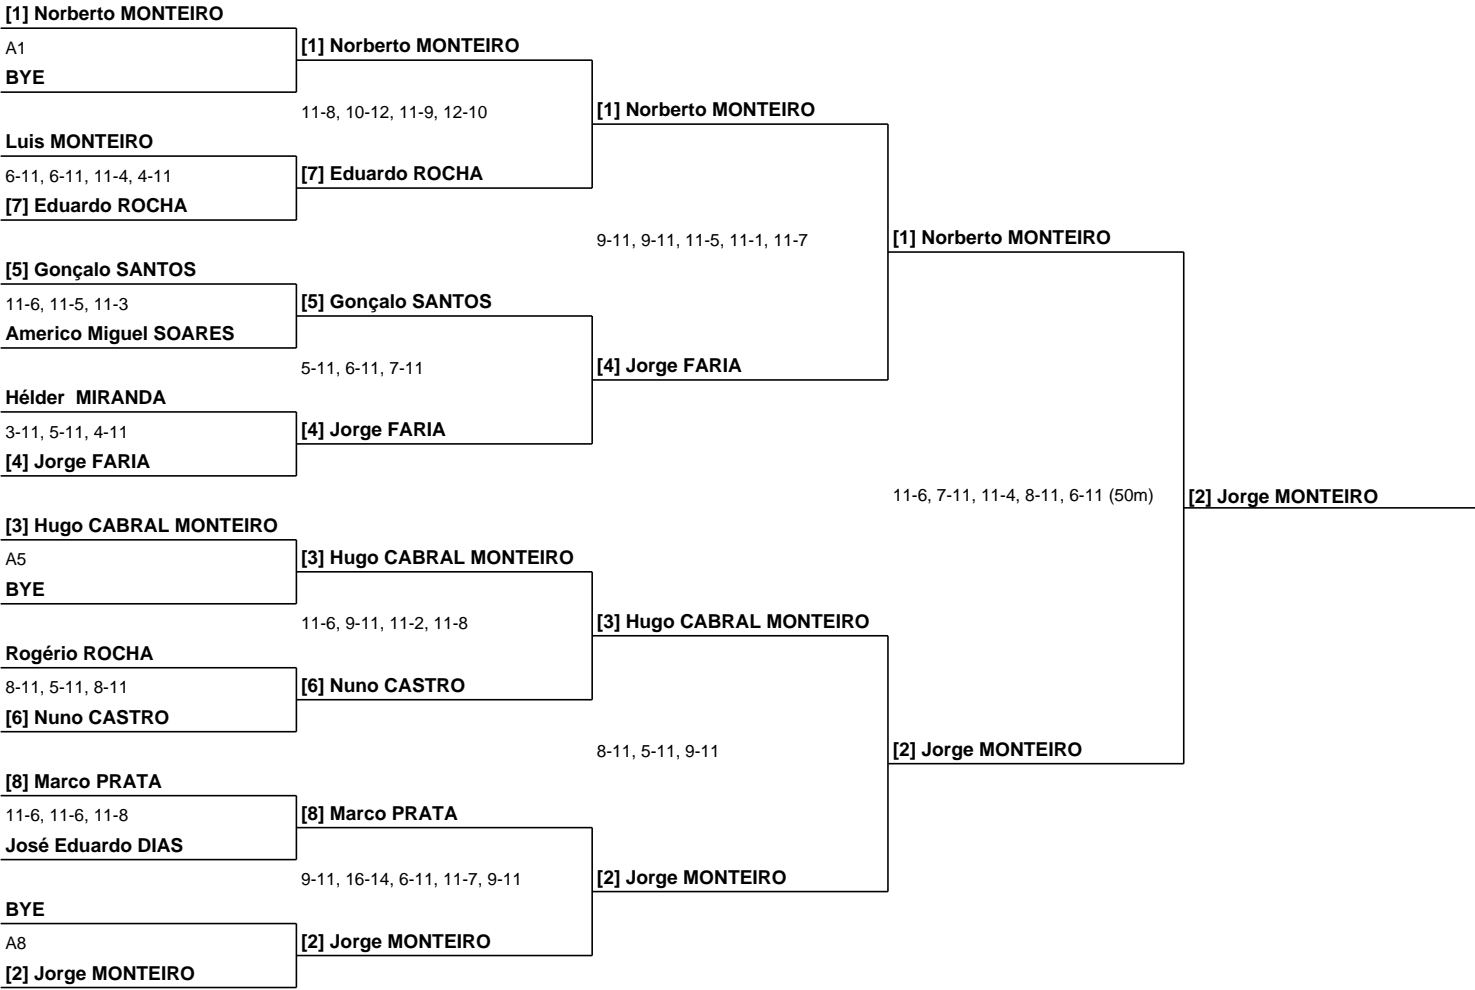 [1] Norberto MONTEIRO
A1
BYE
[1] Norberto MONTEIRO
11-8, 10-12, 11-9, 12-10
[1] Norberto MONTEIRO
Luis MONTEIRO
6-11, 6-11, 11-4, 4-11
[7] Eduardo ROCHA
[7] Eduardo ROCHA
9-11, 9-11, 11-5, 11-1, 11-7
[1] Norberto MONTEIRO
[5] Gonçalo SANTOS
11-6, 11-5, 11-3
Americo Miguel SOARES
[5] Gonçalo SANTOS
5-11, 6-11, 7-11
[4] Jorge FARIA
Hélder  MIRANDA
3-11, 5-11, 4-11
[4] Jorge FARIA
[4] Jorge FARIA
11-6, 7-11, 11-4, 8-11, 6-11 (50m)
[2] Jorge MONTEIRO
[3] Hugo CABRAL MONTEIRO
A5
BYE
[3] Hugo CABRAL MONTEIRO
11-6, 9-11, 11-2, 11-8
[3] Hugo CABRAL MONTEIRO
Rogério ROCHA
8-11, 5-11, 8-11
[6] Nuno CASTRO
[6] Nuno CASTRO
8-11, 5-11, 9-11
[2] Jorge MONTEIRO
[8] Marco PRATA
11-6, 11-6, 11-8
José Eduardo DIAS
[8] Marco PRATA
9-11, 16-14, 6-11, 11-7, 9-11
[2] Jorge MONTEIRO
BYE
A8
[2] Jorge MONTEIRO
[2] Jorge MONTEIRO